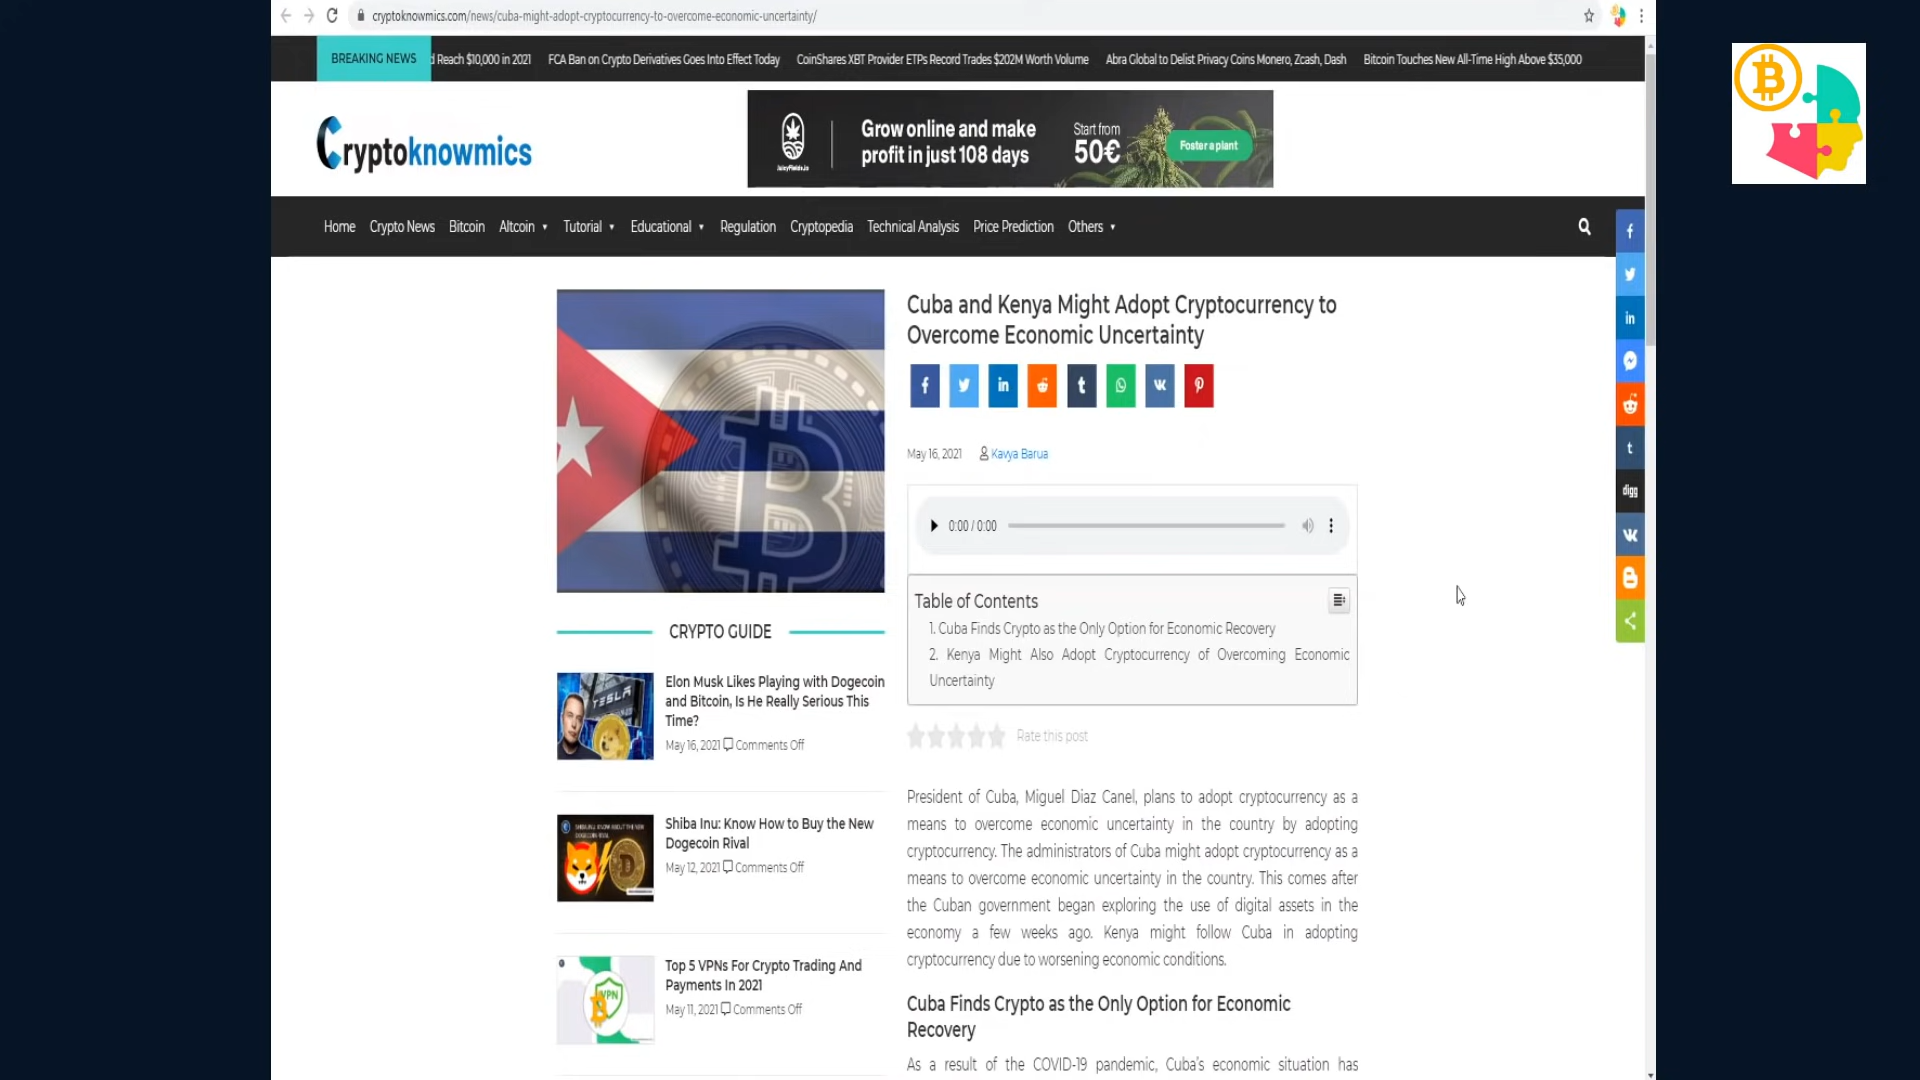 cryptoknowmics.com/news/cuba-might-adopt-cryptocurrency-to-overcome-economic-uncertainty/
BREAKING NEWS
d Reach $10,000 in 2021 FCA Ban on Crypto Derivatives Goes Into Effect Today CoinShares XBT Provider ETPs Record Trades $202M Worth Volume Abra Global to Delist Privacy Coins Monero, Zcash, Dash Bitcoin Touches New All-Time High Above $35,000
Cryptoknowmics
JuicyFields.io
Grow online and make
profit in just 108 days
Start from
50€
Foster a plant
Home Crypto News Bitcoin Altcoin Tutorial Educational Regulation Cryptopedia Technical Analysis Price Prediction Others
Cuba and Kenya Might Adopt Cryptocurrency to
Overcome Economic Uncertainty
May 16, 2021 Kavya Barua
0:00 / 0:00
Table of Contents
1. Cuba Finds Crypto as the Only Option for Economic Recovery
2. Kenya Might Also Adopt Cryptocurrency of Overcoming Economic
Uncertainty
Rate this post
President of Cuba, Miguel Diaz Canel, plans to adopt cryptocurrency as a
means to overcome economic uncertainty in the country by adopting
cryptocurrency. The administrators of Cuba might adopt cryptocurrency as a
means to overcome economic uncertainty in the country. This comes after
the Cuban government began exploring the use of digital assets in the
economy a few weeks ago. Kenya might follow Cuba in adopting
cryptocurrency due to worsening economic conditions.
Cuba Finds Crypto as the Only Option for Economic
Recovery
As a result of the COVID-19 pandemic, Cuba's economic situation has
CRYPTO GUIDE
TESLA
Elon Musk Likes Playing with Dogecoin
and Bitcoin, Is He Really Serious This
Time?
May 16, 2021 Comments Off
Shiba Inu: Know How to Buy the New
Dogecoin Rival
May 12, 2021 Comments Off
VPN
Top 5 VPNs For Crypto Trading And
Payments In 2021
May 11, 2021 Comments Off
digg